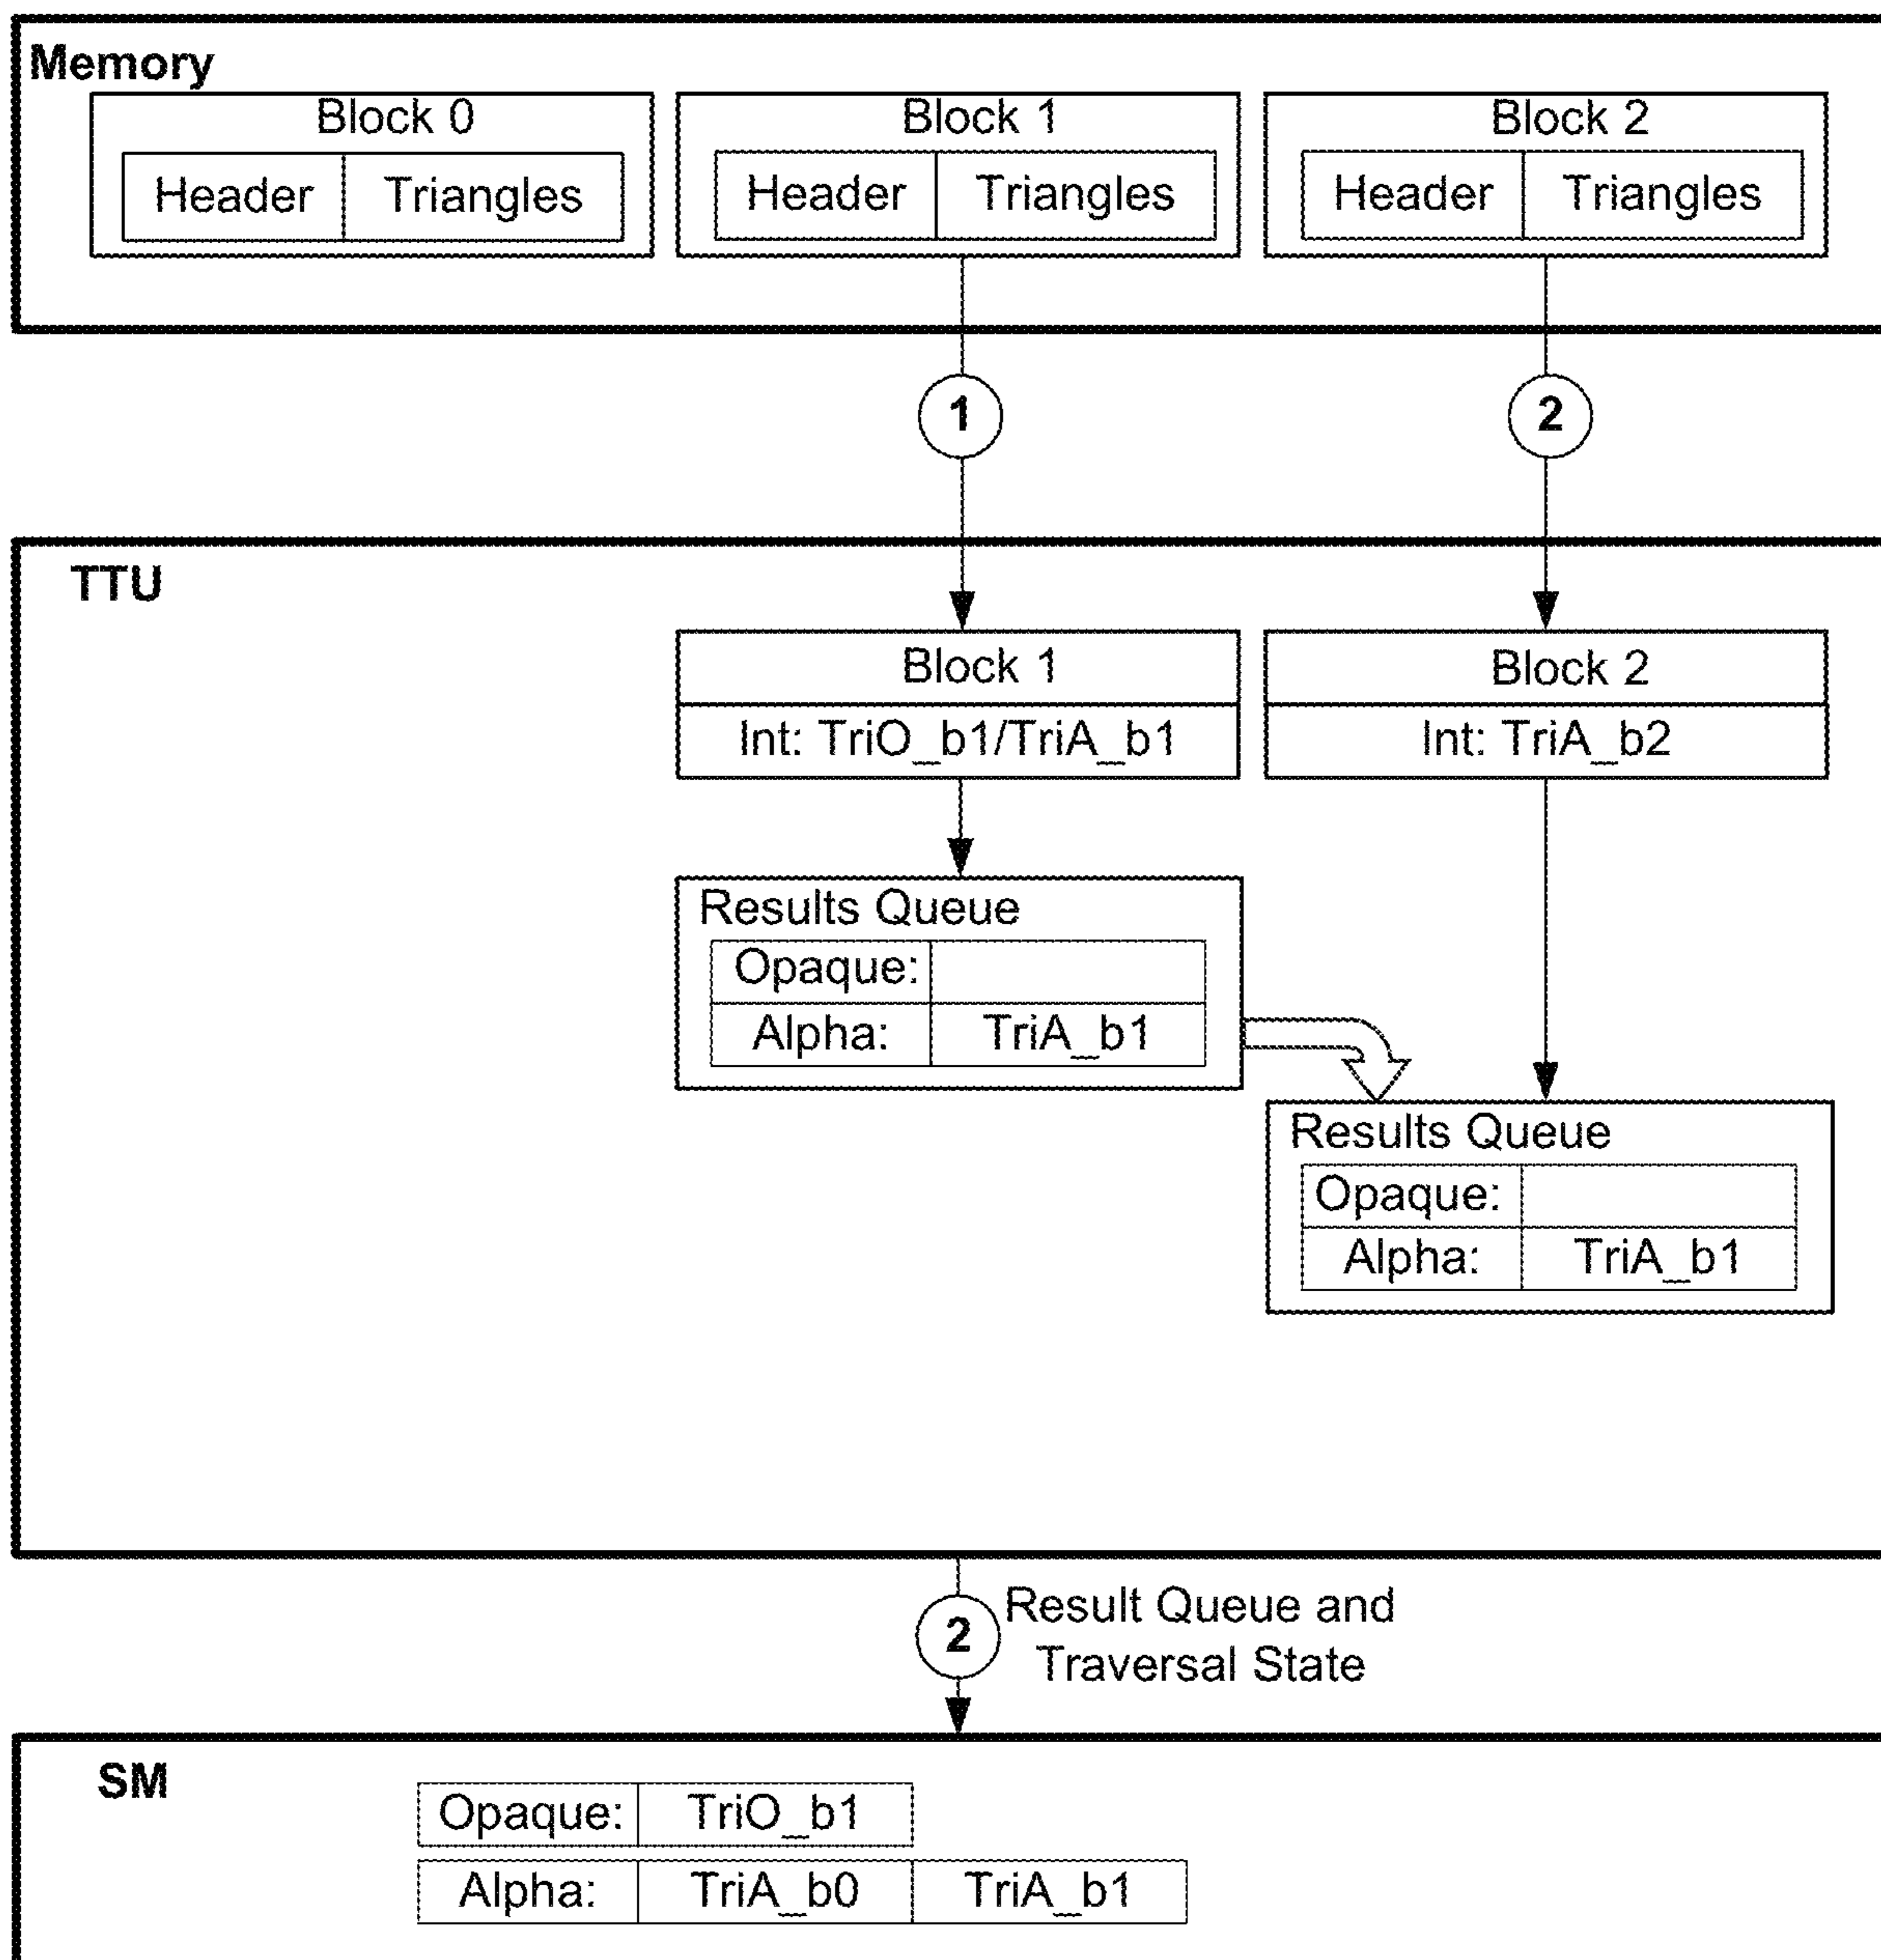 Memory
Block 0 Block 1 Block 2
Header Triangles Header Triangles Header Triangles
1 2
TTU
Block 1 Block 2
Int: TriO_b1/TriA_b1 Int: TriA_b2
Results Queue
Opaque:
Alpha: TriA_b1
Results Queue
Opaque:
Alpha: TriA_b1
2 Result Queue and
Traversal State
SM
Opaque: TriO_b1
Alpha: TriA_b0 TriA_b1